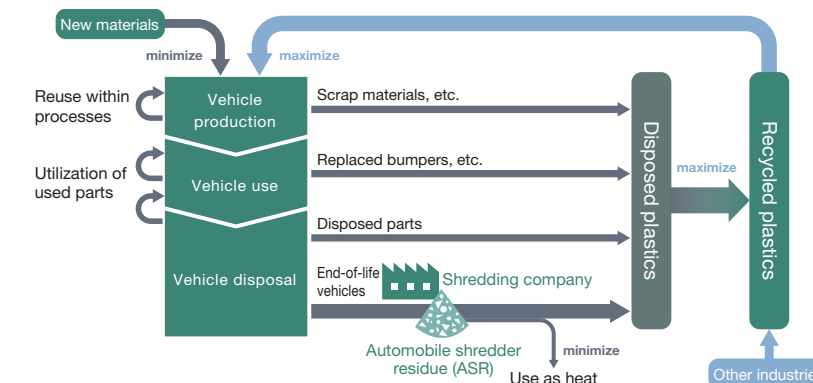 New materials
minimize
maximize
Reuse within
processes
Vehicle
production
Scrap materials, etc.
Utilization of
used parts
Vehicle use
Replaced bumpers, etc.
Disposed parts
Vehicle disposal
End-of-life
vehicles
Shredding company
Automobile shredder
residue (ASR)
minimize
Use as heat
Disposed plastics
maximize
Recycled plastics
Other industrie